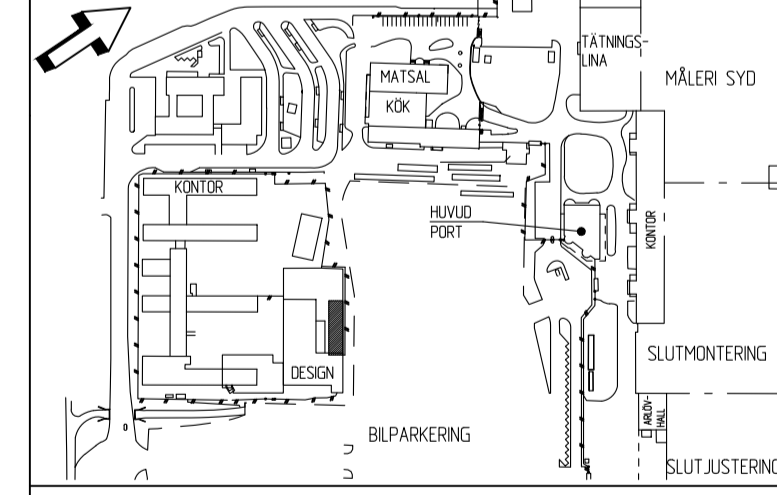 TÄTNINGS-
LINA
MÅLERI SYD
MATSAL
KÖK
KONTOR
HUVUD
PORT
KONTOR
SLUTMONTERING
DESIGN
ARLÖV-
HALL
BILPARKERING
SLUTJUSTERING